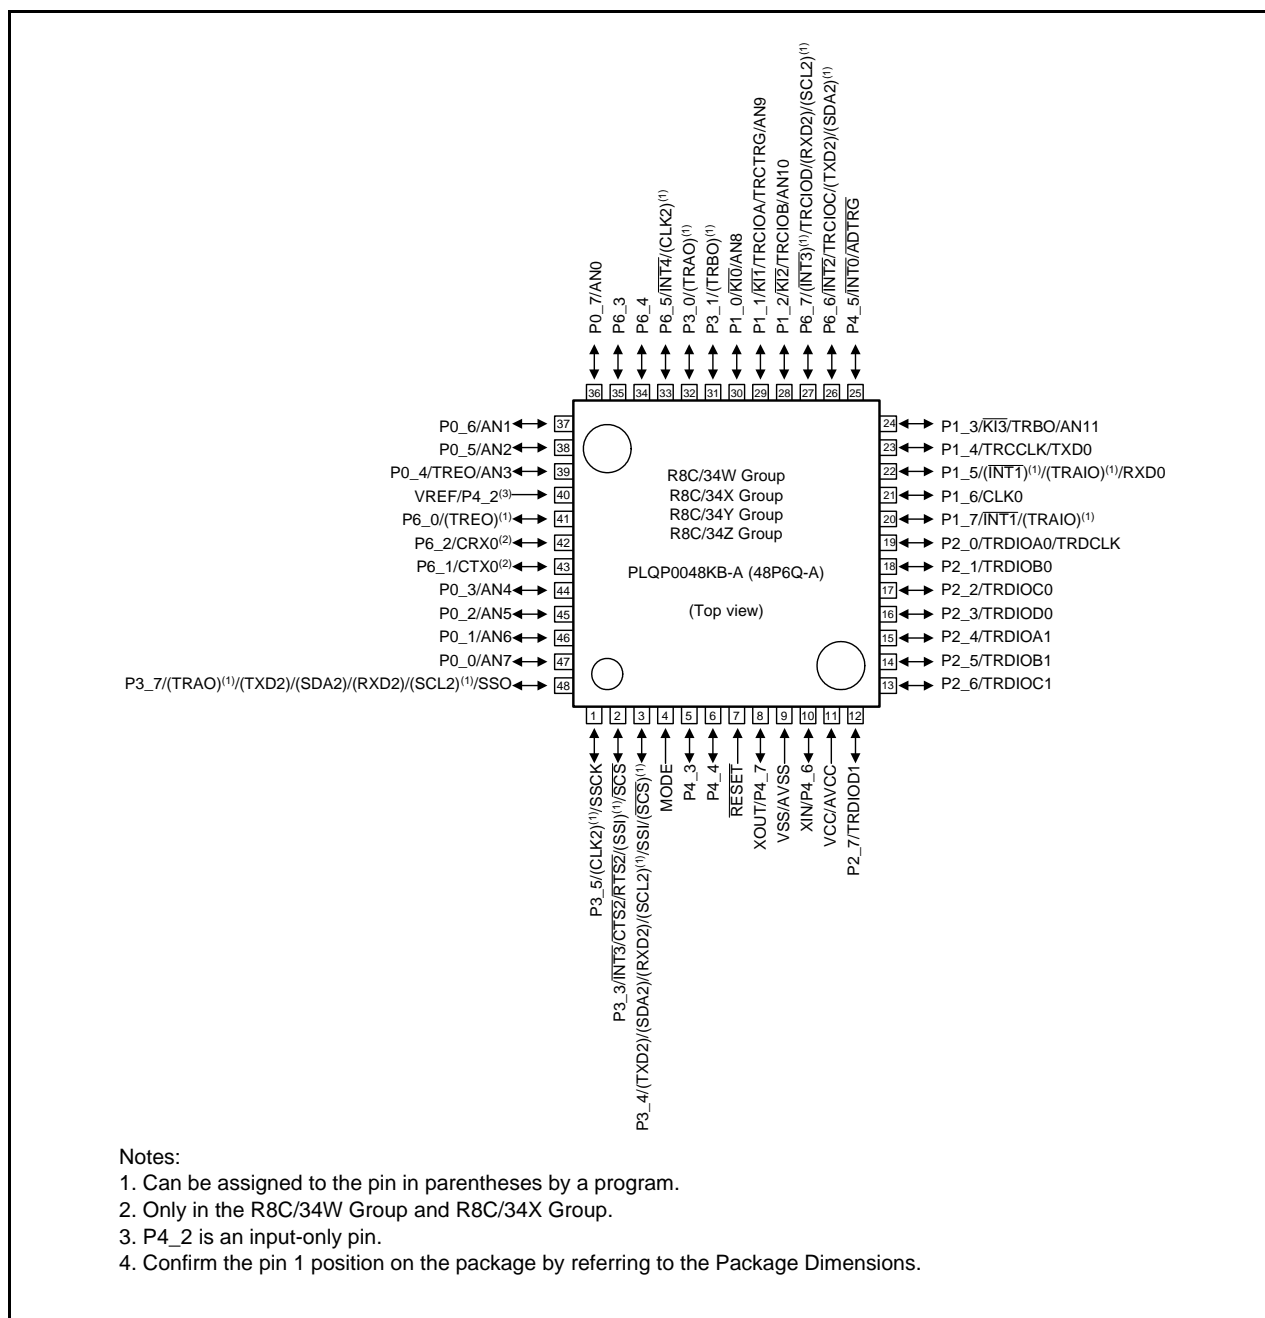 P0_7/AN0
P6_3
P6_4
P6_5/INT4/(CLK2)(1)
P3_0/(TRAO)(1)
P3_1/(TRBO)(1)
P1_0/KI0/AN8
P1_1/KI1/TRCIOA/TRCTRG/AN9
P1_2/KI2/TRCIOB/AN10
P6_7/(INT3)(1)/TRCIOD/(RXD2)/(SCL2)(1)
P6_6/INT2/TRCIOC/(TXD2)/(SDA2)(1)
P4_5/INT0/ADTRG
36 35 34 33 32 31 30 29 28 27 26 25
P0_6/AN1 37
P0_5/AN2 38
P0_4/TREO/AN3 39
VREF/P4_2(3) 40
P6_0/(TREO)(1) 41
P6_2/CRX0(2) 42
P6_1/CTX0(2) 43
P0_3/AN4 44
P0_2/AN5 45
P0_1/AN6 46
P0_0/AN7 47
P3_7/(TRAO)(1)/(TXD2)/(SDA2)/(RXD2)/(SCL2)(1)/SSO 48
R8C/34W Group
R8C/34X Group
R8C/34Y Group
R8C/34Z Group
PLQP0048KB-A (48P6Q-A)
(Top view)
24 P1_3/KI3/TRBO/AN11
23 P1_4/TRCCLK/TXD0
22 P1_5/(INT1)(1)/(TRAIO)(1)/RXD0
21 P1_6/CLK0
20 P1_7/INT1/(TRAIO)(1)
19 P2_0/TRDIOA0/TRDCLK
18 P2_1/TRDIOB0
17 P2_2/TRDIOC0
16 P2_3/TRDIOD0
15 P2_4/TRDIOA1
14 P2_5/TRDIOB1
13 P2_6/TRDIOC1
1 2 3 4 5 6 7 8 9 10 11 12
P3_5/(CLK2)(1)/SSCK
P3_3/INT3/CTS2/RTS2/(SSI)(1)/SCS
P3_4/(TXD2)/(SDA2)/(RXD2)/(SCL2)(1)/SSI/(SCS)(1)
MODE
P4_3
P4_4
RESET
XOUT/P4_7
VSS/AVSS
XIN/P4_6
VCC/AVCC
P2_7/TRDIOD1
Notes:
1. Can be assigned to the pin in parentheses by a program.
2. Only in the R8C/34W Group and R8C/34X Group.
3. P4_2 is an input-only pin.
4. Confirm the pin 1 position on the package by referring to the Package Dimensions.